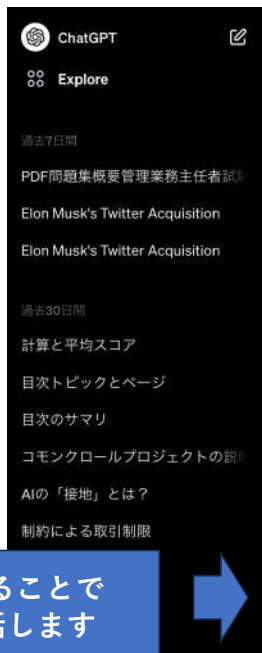 ChatGPT
Explore
過去7日間
PDF問題集概要管理業務主任者試
Elon Musk's Twitter Acquisition
Elon Musk's Twitter Acquisition
過去30日間
計算と平均スコア
目次トピックとページ
目次のサマリ
コモンクロールプロジェクトの説
AIの「接地」とは？
制約による取引制限
ることで
話します